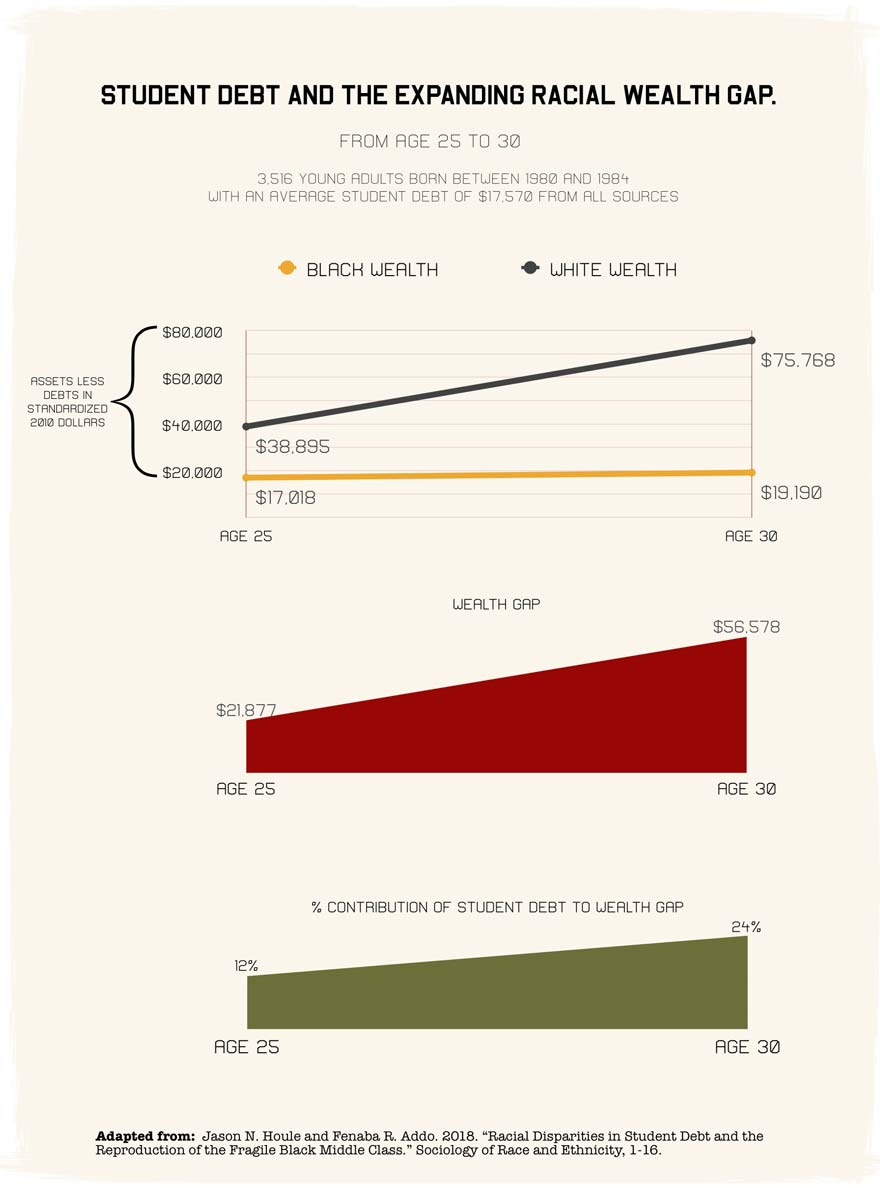 STUDENT DEBT AND THE EXPANDING RACIAL WEALTH GAP.
FROM AGE 25 TO 30
3,516 YOUNG ADULTS BORN BETWEEN 1980 AND 1984
WITH AN AVERAGE STUDENT DEBT OF $17,570 FROM ALL SOURCES
BLACK WEALTH
WHITE WEALTH
ASSETS LESS
DEBTS IN
STANDARDIZED
2010 DOLLARS
$80,000
$60,000
$40,000
$20,000
$75,768
$38,895
$17,018
$19,190
AGE 25
AGE 30
WEALTH GAP
$56,578
$21,877
AGE 25
AGE 30
% CONTRIBUTION OF STUDENT DEBT TO WEALTH GAP
24%
12%
AGE 25
AGE 30
Adapted from: Jason N. Houle and Fenaba R. Addo. 2018. “Racial Disparities in Student Debt and the
Reproduction of the Fragile Black Middle Class.” Sociology of Race and Ethnicity, 1-16.